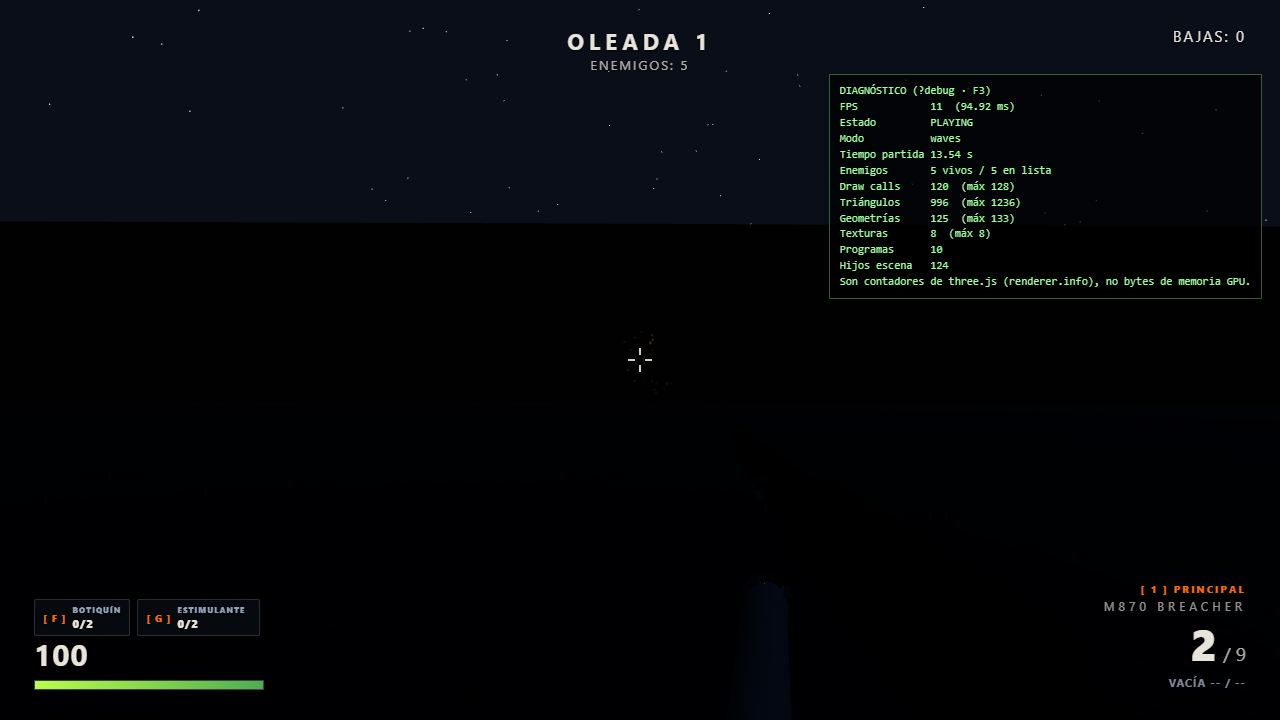 OLEADA 1
ENEMIGOS: 5
BAJAS: 0
DIAGNÓSTICO (?debug · F3)
FPS 11 (94.92 ms)
Estado PLAYING
Modo waves
Tiempo partida 13.54 s
Enemigos 5 vivos / 5 en lista
Draw calls 120 (máx 128)
Triángulos 996 (máx 1236)
Geometrías 125 (máx 133)
Texturas 8 (máx 8)
Programas 10
Hijos escena 124
Son contadores de three.js (renderer.info), no bytes de memoria GPU.
[ F ] BOTIQUÍN 0/2
[ G ] ESTIMULANTE 0/2
100
[ 1 ] PRINCIPAL
M870 BREACHER
2 / 9
VACÍA -- / --